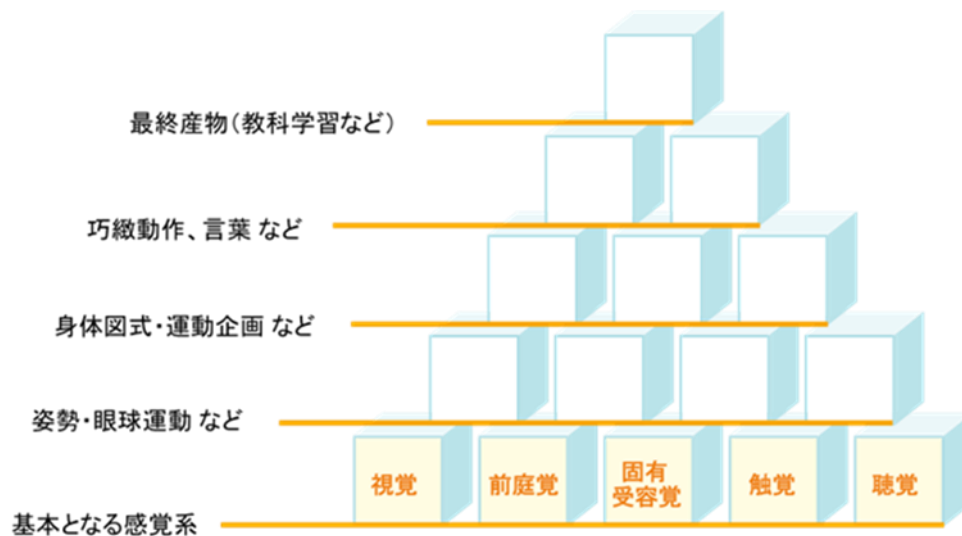 最終産物(教科学習など)
巧緻動作、言葉 など
身体図式・運動企画 など
姿勢・眼球運動 など
視覚
前庭覚
固有
受容覚
触覚
聴覚
基本となる感覚系